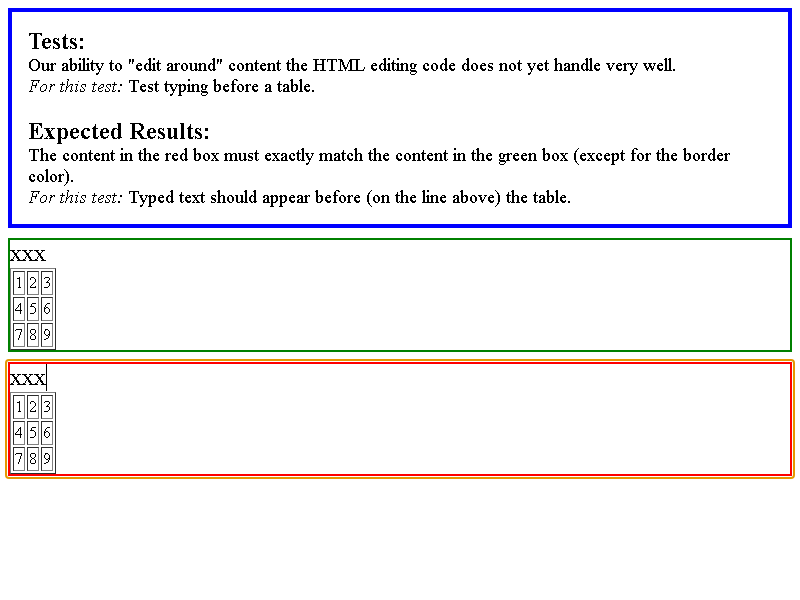 Tests:
Our ability to "edit around" content the HTML editing code does not yet handle very well.
For this test: Test typing before a table.
Expected Results:
The content in the red box must exactly match the content in the green box (except for the border
color).
For this test: Typed text should appear before (on the line above) the table.
xxx
1 2 3
4 5 6
7 8 9
xxx
1 2 3
4 5 6
7 8 9